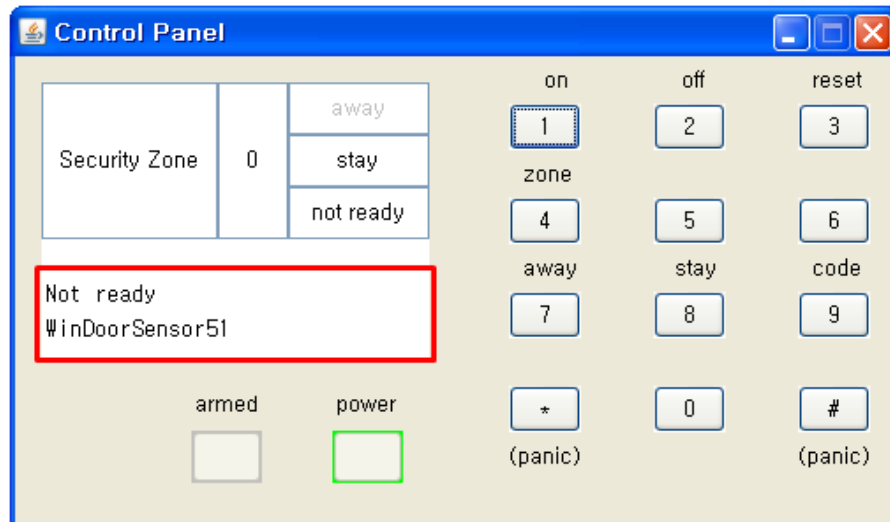 Control Panel
Security Zone
0
away
stay
not ready
Not ready
WinDoorSensor51
armed
power
on
off
reset
1
2
3
zone
4
5
6
away
stay
code
7
8
9
*
0
#
(panic)
(panic)